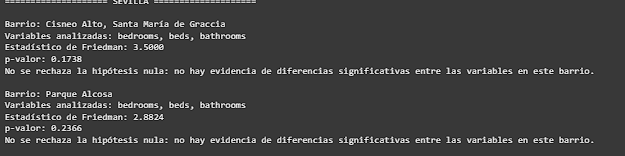 ==================== SEVILLA ====================
Barrio: Cisneo Alto, Santa María de Graccia
Variables analizadas: bedrooms, beds, bathrooms
Estadístico de Friedman: 3.5000
p-valor: 0.1738
No se rechaza la hipótesis nula: no hay evidencia de diferencias significativas entre las variables en este barrio.
Barrio: Parque Alcosa
Variables analizadas: bedrooms, beds, bathrooms
Estadístico de Friedman: 2.8824
p-valor: 0.2366
No se rechaza la hipótesis nula: no hay evidencia de diferencias significativas entre las variables en este barrio.